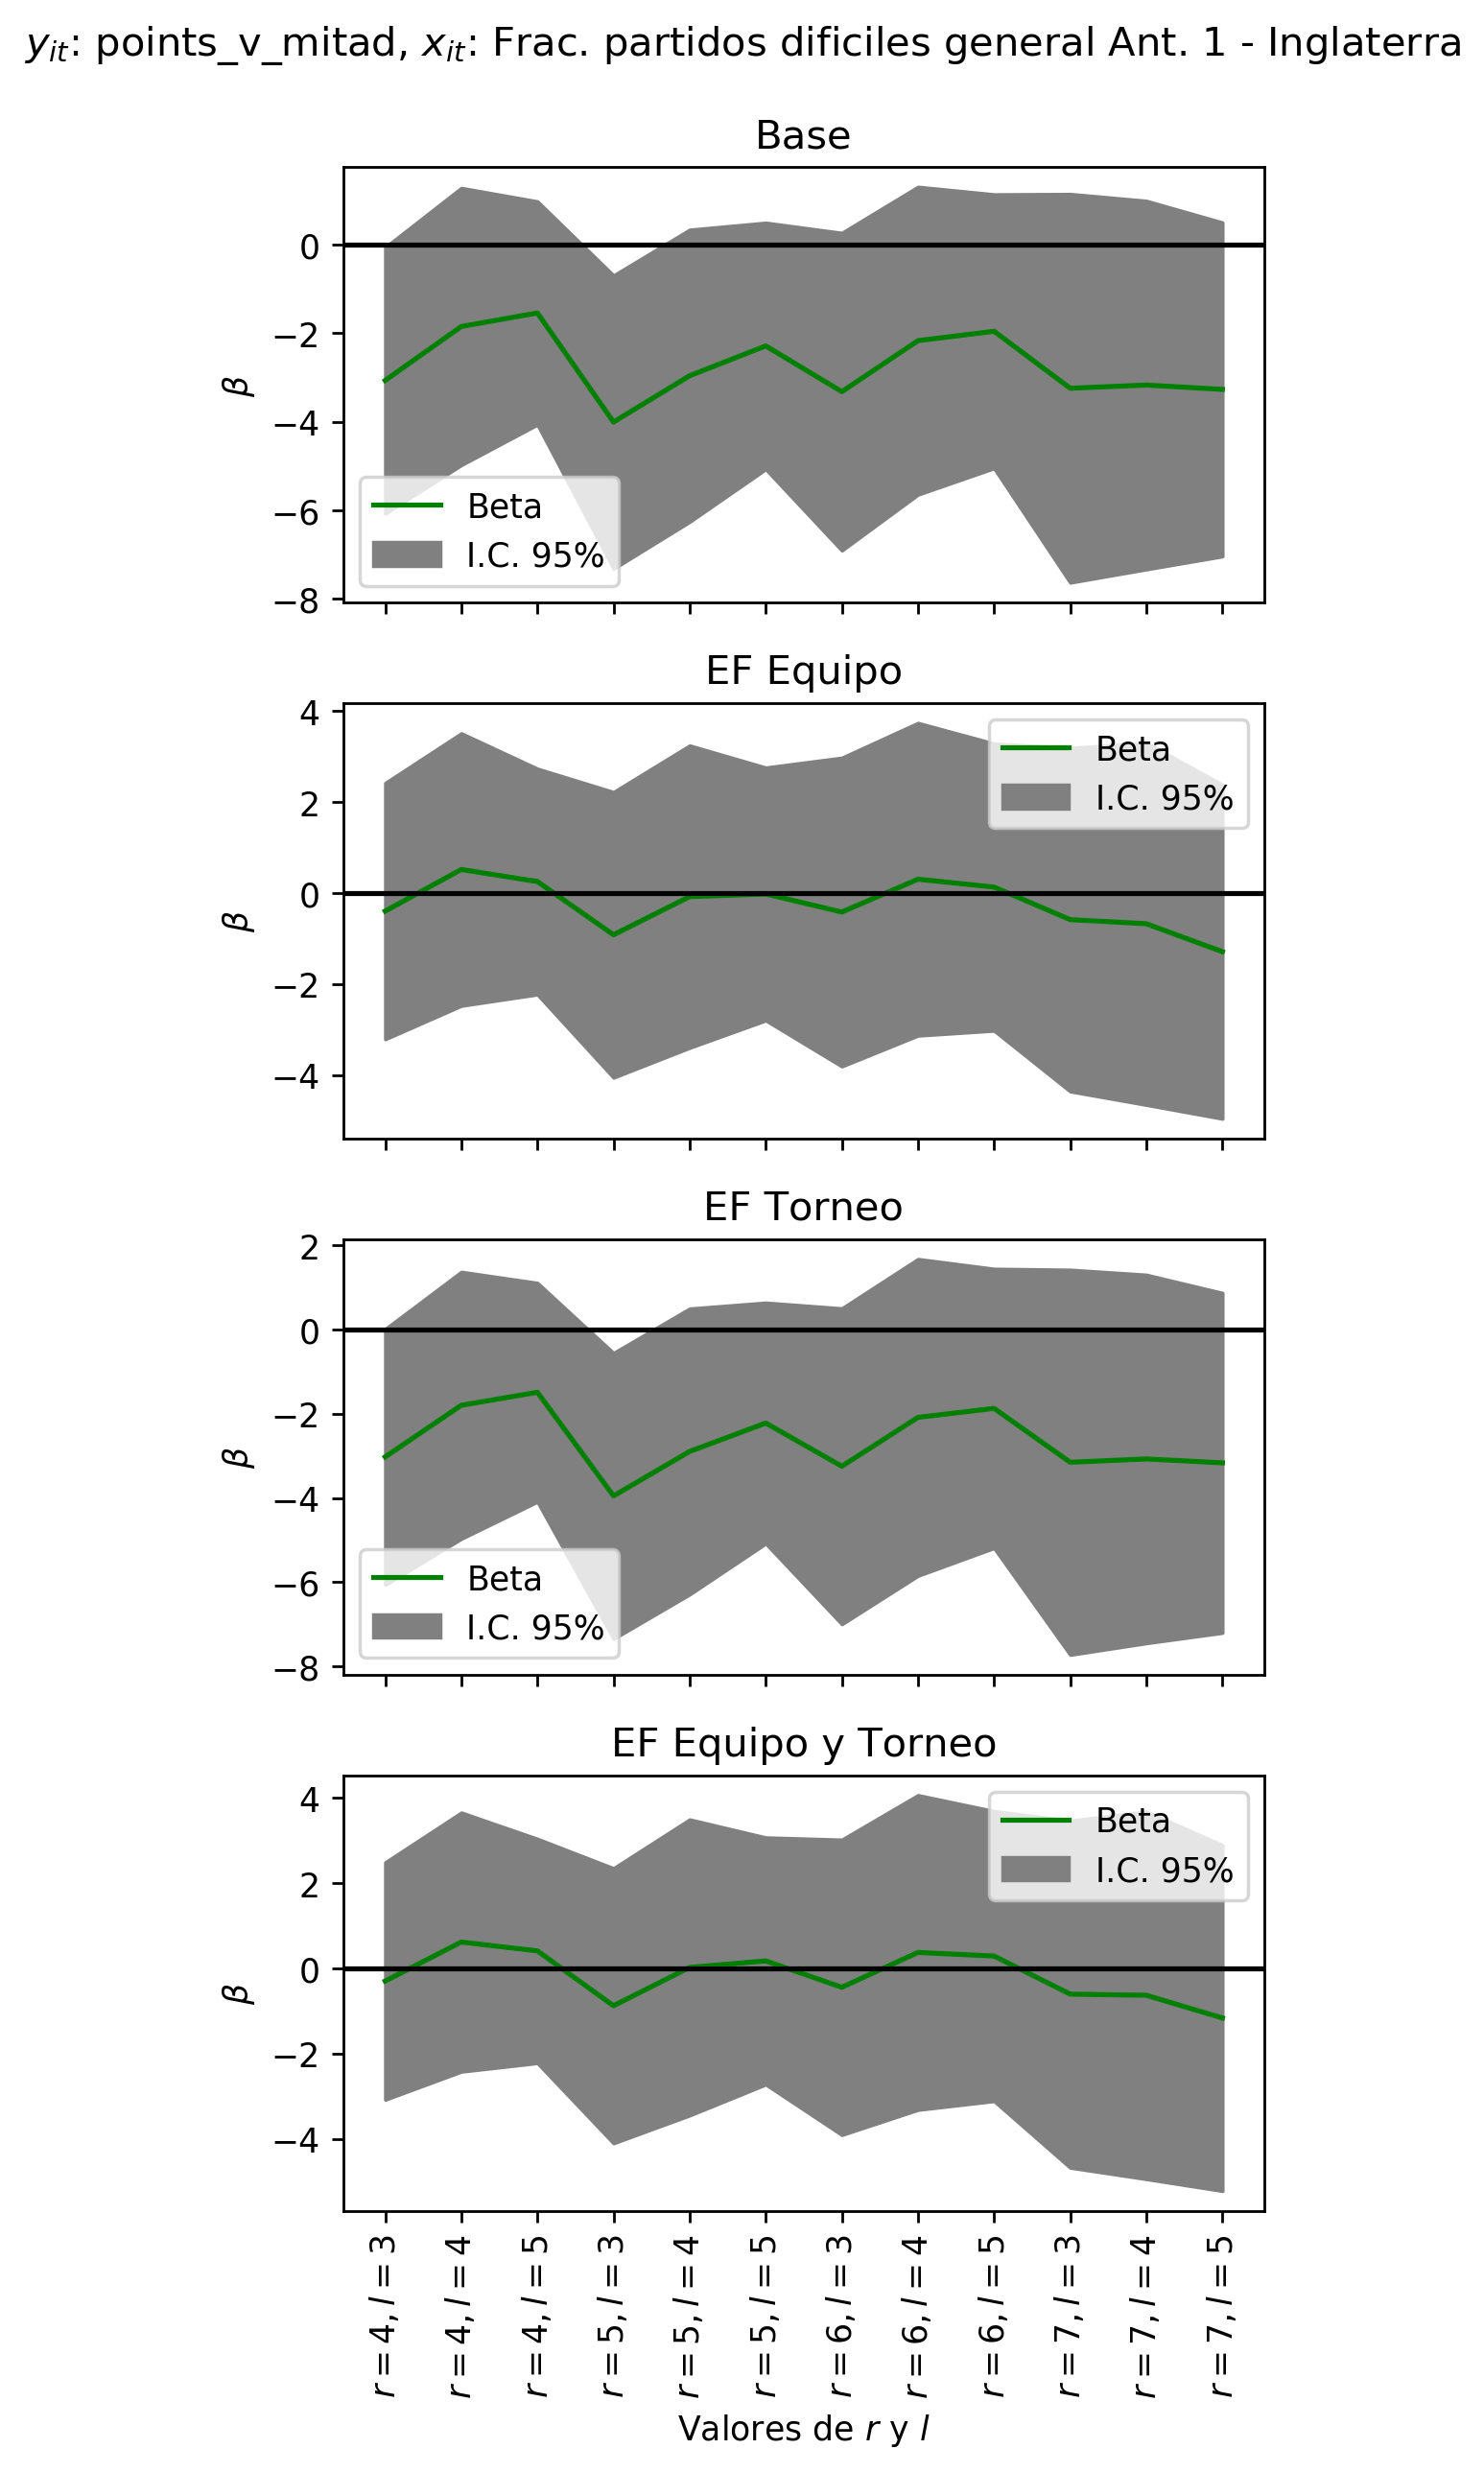 y_it: points_v_mitad, x_it: Frac. partidos dificiles general Ant. 1 - Inglaterra
Base
0
−2
−4
−6
−8
β
Beta
I.C. 95%
EF Equipo
4
2
0
−2
−4
β
Beta
I.C. 95%
EF Torneo
2
0
−2
−4
−6
−8
β
Beta
I.C. 95%
EF Equipo y Torneo
4
2
0
−2
−4
β
Beta
I.C. 95%
r = 4, l = 3
r = 4, l = 4
r = 4, l = 5
r = 5, l = 3
r = 5, l = 4
r = 5, l = 5
r = 6, l = 3
r = 6, l = 4
r = 6, l = 5
r = 7, l = 3
r = 7, l = 4
r = 7, l = 5
Valores de r y l